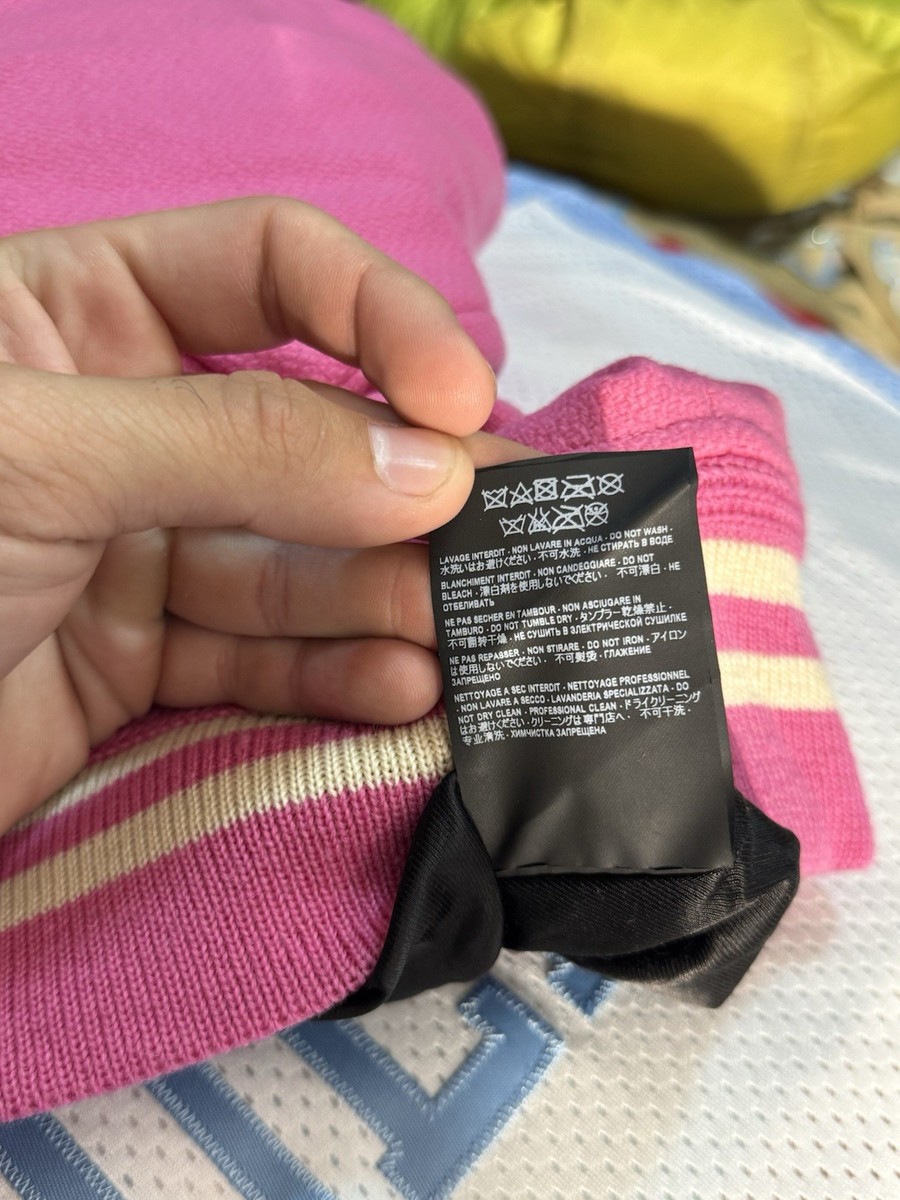 LAVAGE INTERDIT - NON LAVARE IN ACQUA - DO NOT WASH -
水洗いはお避けください · 不可水洗 · НЕ СТИРАТЬ В ВОДЕ
BLANCHIMENT INTERDIT - NON CANDEGGIARE - DO NOT
BLEACH - 漂白剤を使用しないでください · 不可漂白 · НЕ
ОТБЕЛИВАТЬ
NE PAS SECHER EN TAMBOUR - NON ASCIUGARE IN
TAMBURO - DO NOT TUMBLE DRY - タンブラー乾燥禁止 ·
不可翻转干燥 · НЕ СУШИТЬ В ЭЛЕКТРИЧЕСКОЙ СУШИЛКЕ
NE PAS REPASSER - NON STIRARE - DO NOT IRON - アイロン
は使用しないでください · 不可熨烫 · ГЛАЖЕНИЕ
ЗАПРЕЩЕНО
NETTOYAGE A SEC INTERDIT - NETTOYAGE PROFESSIONNEL
NON LAVARE A SECCO - LAVANDERIA SPECIALIZZATA - DO
NOT DRY CLEAN - PROFESSIONAL CLEAN - ドライクリーニング
はお避けください · クリーニングは専門店へ · 不可干洗 ·
专业清洗 · ХИМЧИСТКА ЗАПРЕЩЕНА